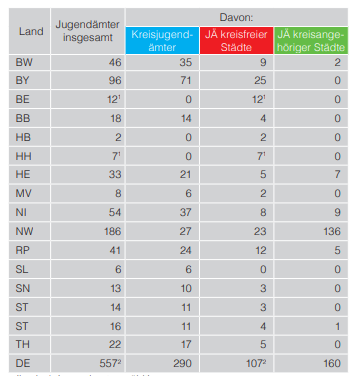 Land Jugendämter insgesamt Davon:
Kreisjugend-ämter JÄ kreisfreier Städte JÄ kreisange-höriger Städte
BW 46 35 9 2
BY 96 71 25 0
BE 12¹ 0 12¹ 0
BB 18 14 4 0
HB 2 0 2 0
HH 7¹ 0 7¹ 0
HE 33 21 5 7
MV 8 6 2 0
NI 54 37 8 9
NW 186 27 23 136
RP 41 24 12 5
SL 6 6 0 0
SN 13 10 3 0
ST 14 11 3 0
ST 16 11 4 1
TH 22 17 5 0
DE 557² 290 107² 160